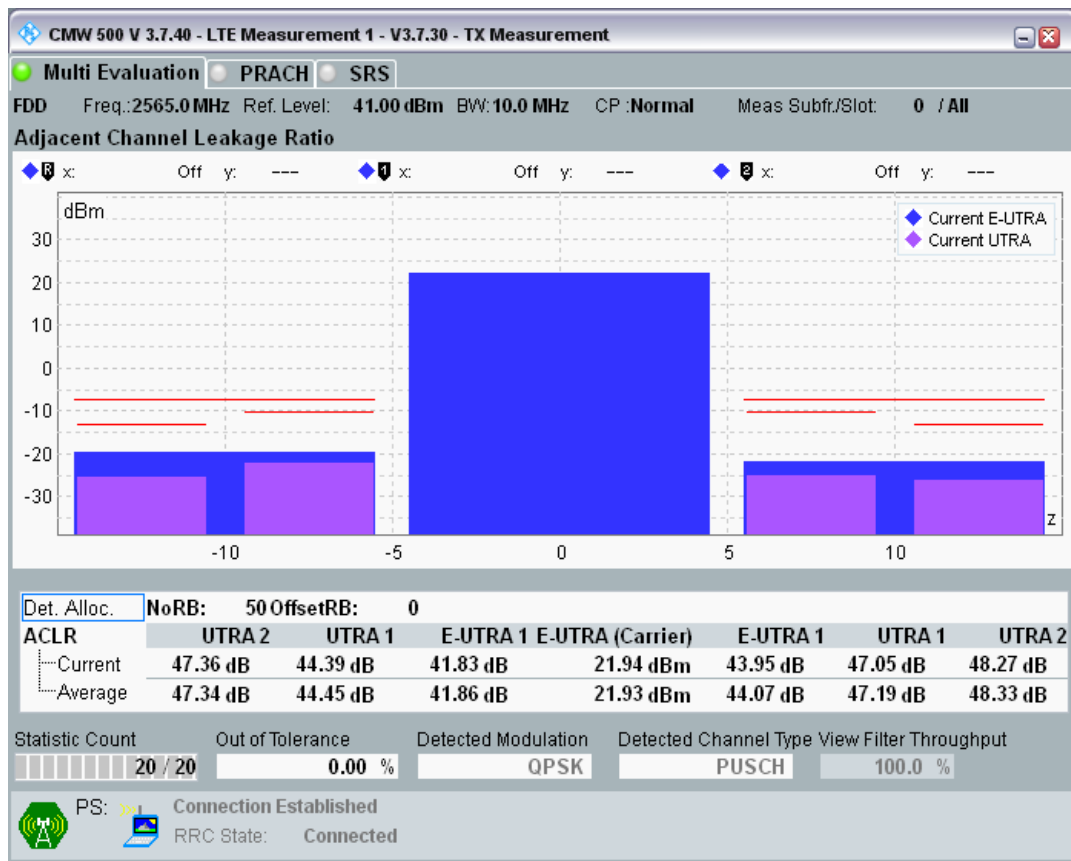 CMW 500 V 3.7.40 - LTE Measurement 1 - V3.7.30 - TX Measurement
Multi Evaluation PRACH SRS
FDD Freq.:2565.0 MHz Ref. Level: 41.00 dBm BW:10.0 MHz CP :Normal Meas Subfr./Slot: 0 / All
Adjacent Channel Leakage Ratio
R x: Off y: --- 1 x: Off y: --- 2 x: Off y: ---
dBm
Current E-UTRA
Current UTRA
30
20
10
0
-10
-20
-30
z
-10 -5 0 5 10
Det. Alloc. NoRB: 50 OffsetRB: 0
ACLR UTRA 2 UTRA 1 E-UTRA 1 E-UTRA (Carrier) E-UTRA 1 UTRA 1 UTRA 2
Current 47.36 dB 44.39 dB 41.83 dB 21.94 dBm 43.95 dB 47.05 dB 48.27 dB
Average 47.34 dB 44.45 dB 41.86 dB 21.93 dBm 44.07 dB 47.19 dB 48.33 dB
Statistic Count Out of Tolerance Detected Modulation Detected Channel Type View Filter Throughput
20 / 20 0.00 % QPSK PUSCH 100.0 %
PS: Connection Established
RRC State: Connected